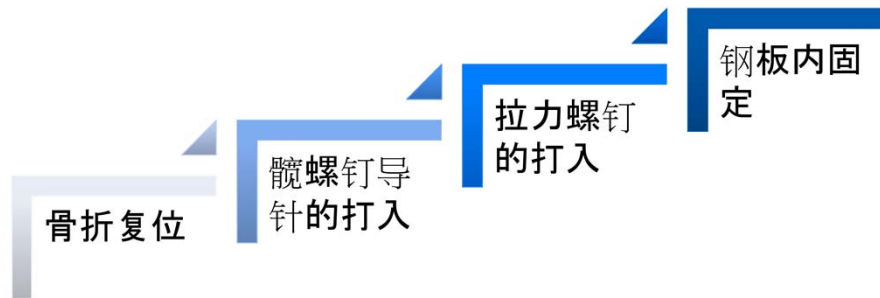 骨折复位
髋螺钉导
针的打入
拉力螺钉
的打入
钢板内固
定